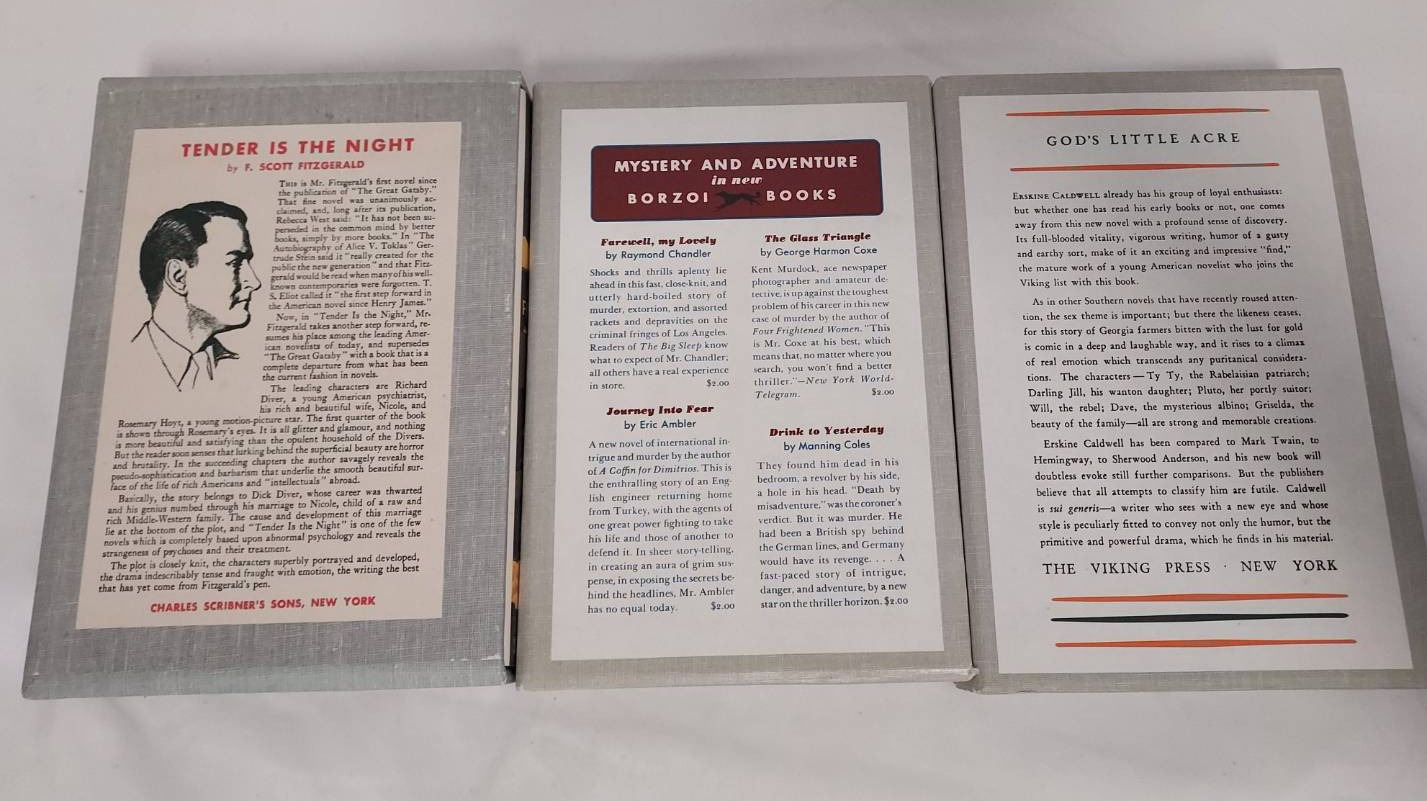 TENDER IS THE NIGHT
by F. SCOTT FITZGERALD
THIS is Mr. Fitzgerald's first novel since
the publication of "The Great Gatsby."
That fine novel was unanimously ac-
claimed, and, long after its publication,
Rebecca West said: "It has not been su-
perseded in the common mind by better
books, simply by more books." In "The
Autobiography of Alice V. Toklas" Ger-
trude Stein said it "really created for the
public the new generation" and that Fitz-
gerald would be read when many of his well-
known contemporaries were forgotten. T.
S. Eliot called it "the first step forward in
the American novel since Henry James."
Now, in "Tender Is the Night," Mr.
Fitzgerald takes another step forward, re-
sumes his place among the leading Amer-
ican novelists of today, and supersedes
"The Great Gatsby" with a book that is a
complete departure from what has been
the current fashion in novels.
The leading characters are Richard
Diver, a young American psychiatrist,
his rich and beautiful wife, Nicole, and
Rosemary Hoyt, a young motion-picture star. The first quarter of the book
is shown through Rosemary's eyes. It is all glitter and glamour, and nothing
is more beautiful and satisfying than the opulent household of the Divers.
But the reader soon senses that lurking behind the superficial beauty are horror
and brutality. In the succeeding chapters the author savagely reveals the
pseudo-sophistication and barbarism that underlie the smooth beautiful sur-
face of the life of rich Americans and "intellectuals" abroad.
Basically, the story belongs to Dick Diver, whose career was thwarted
and his genius numbed through his marriage to Nicole, child of a raw and
rich Middle-Western family. The cause and development of this marriage
lie at the bottom of the plot, and "Tender Is the Night" is one of the few
novels which is completely based upon abnormal psychology and reveals the
strangeness of psychoses and their treatment.
The plot is closely knit, the characters superbly portrayed and developed,
the drama indescribably tense and fraught with emotion, the writing the best
that has yet come from Fitzgerald's pen.
CHARLES SCRIBNER'S SONS, NEW YORK
MYSTERY AND ADVENTURE
in new
BORZOI BOOKS
Farewell, my Lovely
by Raymond Chandler
Shocks and thrills aplenty lie
ahead in this fast, close-knit, and
utterly hard-boiled story of
murder, extortion, and assorted
rackets and depravities on the
criminal fringes of Los Angeles.
Readers of The Big Sleep know
what to expect of Mr. Chandler;
all others have a real experience
in store. $2.00
Journey Into Fear
by Eric Ambler
A new novel of international in-
trigue and murder by the author
of A Coffin for Dimitrios. This is
the enthralling story of an Eng-
lish engineer returning home
from Turkey, with the agents of
one great power fighting to take
his life and those of another to
defend it. In sheer story-telling,
in creating an aura of grim sus-
pense, in exposing the secrets be-
hind the headlines, Mr. Ambler
has no equal today. $2.00
The Glass Triangle
by George Harmon Coxe
Kent Murdock, ace newspaper
photographer and amateur de-
tective, is up against the toughest
problem of his career in this new
case of murder by the author of
Four Frightened Women. "This
is Mr. Coxe at his best, which
means that, no matter where you
search, you won't find a better
thriller."—New York World-
Telegram. $2.00
Drink to Yesterday
by Manning Coles
They found him dead in his
bedroom, a revolver by his side,
a hole in his head. "Death by
misadventure," was the coroner's
verdict. But it was murder. He
had been a British spy behind
the German lines, and Germany
would have its revenge. . . . A
fast-paced story of intrigue,
danger, and adventure, by a new
star on the thriller horizon. $2.00
GOD'S LITTLE ACRE
ERSKINE CALDWELL already has his group of loyal enthusiasts:
but whether one has read his early books or not, one comes
away from this new novel with a profound sense of discovery.
Its full-blooded vitality, vigorous writing, humor of a gusty
and earthy sort, make of it an exciting and impressive "find,"
the mature work of a young American novelist who joins the
Viking list with this book.
As in other Southern novels that have recently roused atten-
tion, the sex theme is important; but there the likeness ceases,
for this story of Georgia farmers bitten with the lust for gold
is comic in a deep and laughable way, and it rises to a climax
of real emotion which transcends any puritanical considera-
tions. The characters—Ty Ty, the Rabelaisian patriarch;
Darling Jill, his wanton daughter; Pluto, her portly suitor;
Will, the rebel; Dave, the mysterious albino; Griselda, the
beauty of the family—all are strong and memorable creations.
Erskine Caldwell has been compared to Mark Twain, to
Hemingway, to Sherwood Anderson, and his new book will
doubtless evoke still further comparisons. But the publishers
believe that all attempts to classify him are futile. Caldwell
is sui generis—a writer who sees with a new eye and whose
style is peculiarly fitted to convey not only the humor, but the
primitive and powerful drama, which he finds in his material.
THE VIKING PRESS · NEW YORK